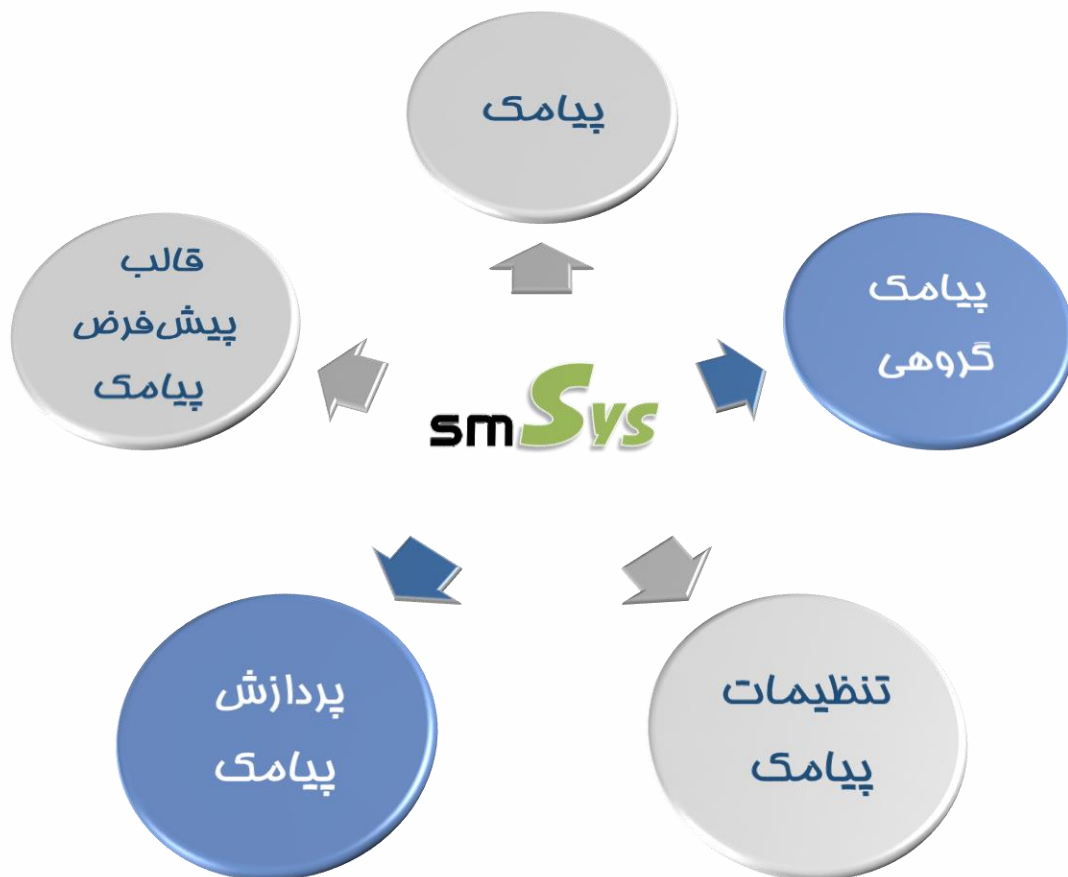 پیامک
پیامک
گروهی
قالب
پیش‌فرض
پیامک
smSys
تنظیمات
پیامک
پردازش
پیامک